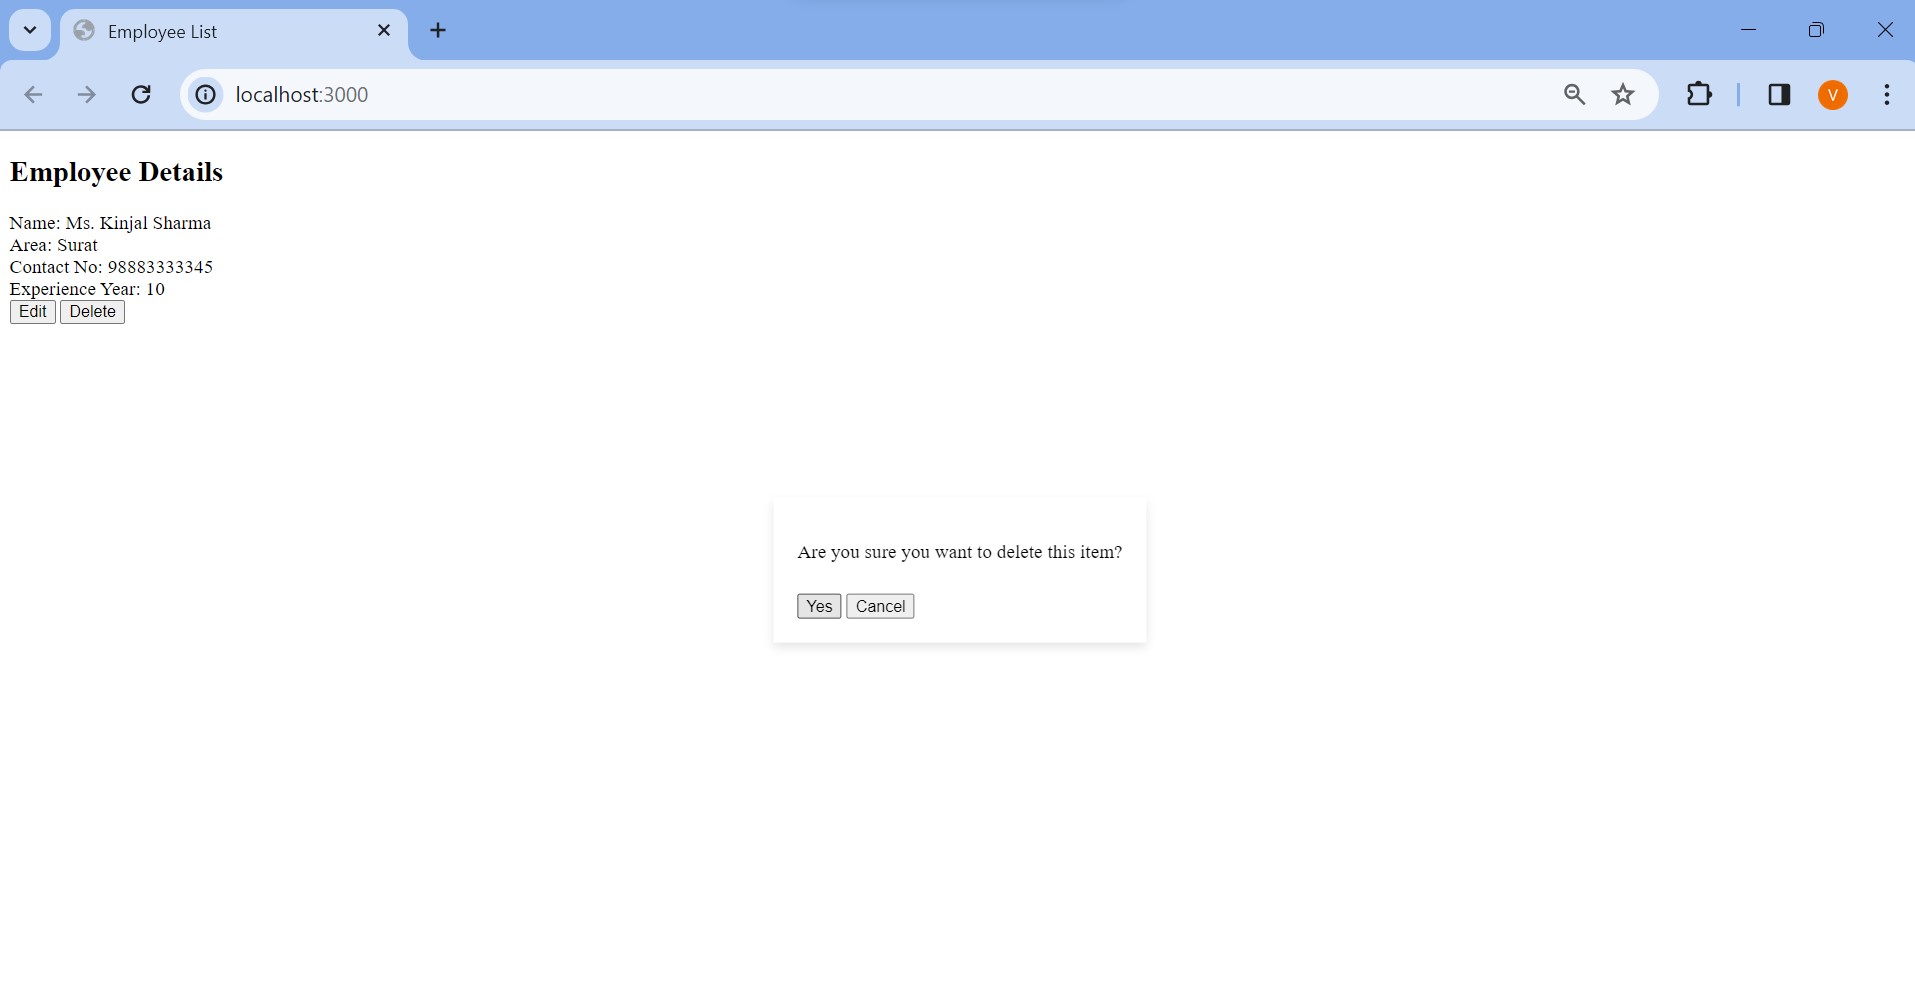 Employee List
localhost:3000
V
Employee Details
Name: Ms. Kinjal Sharma
Area: Surat
Contact No: 98883333345
Experience Year: 10
Edit Delete
Are you sure you want to delete this item?
Yes Cancel